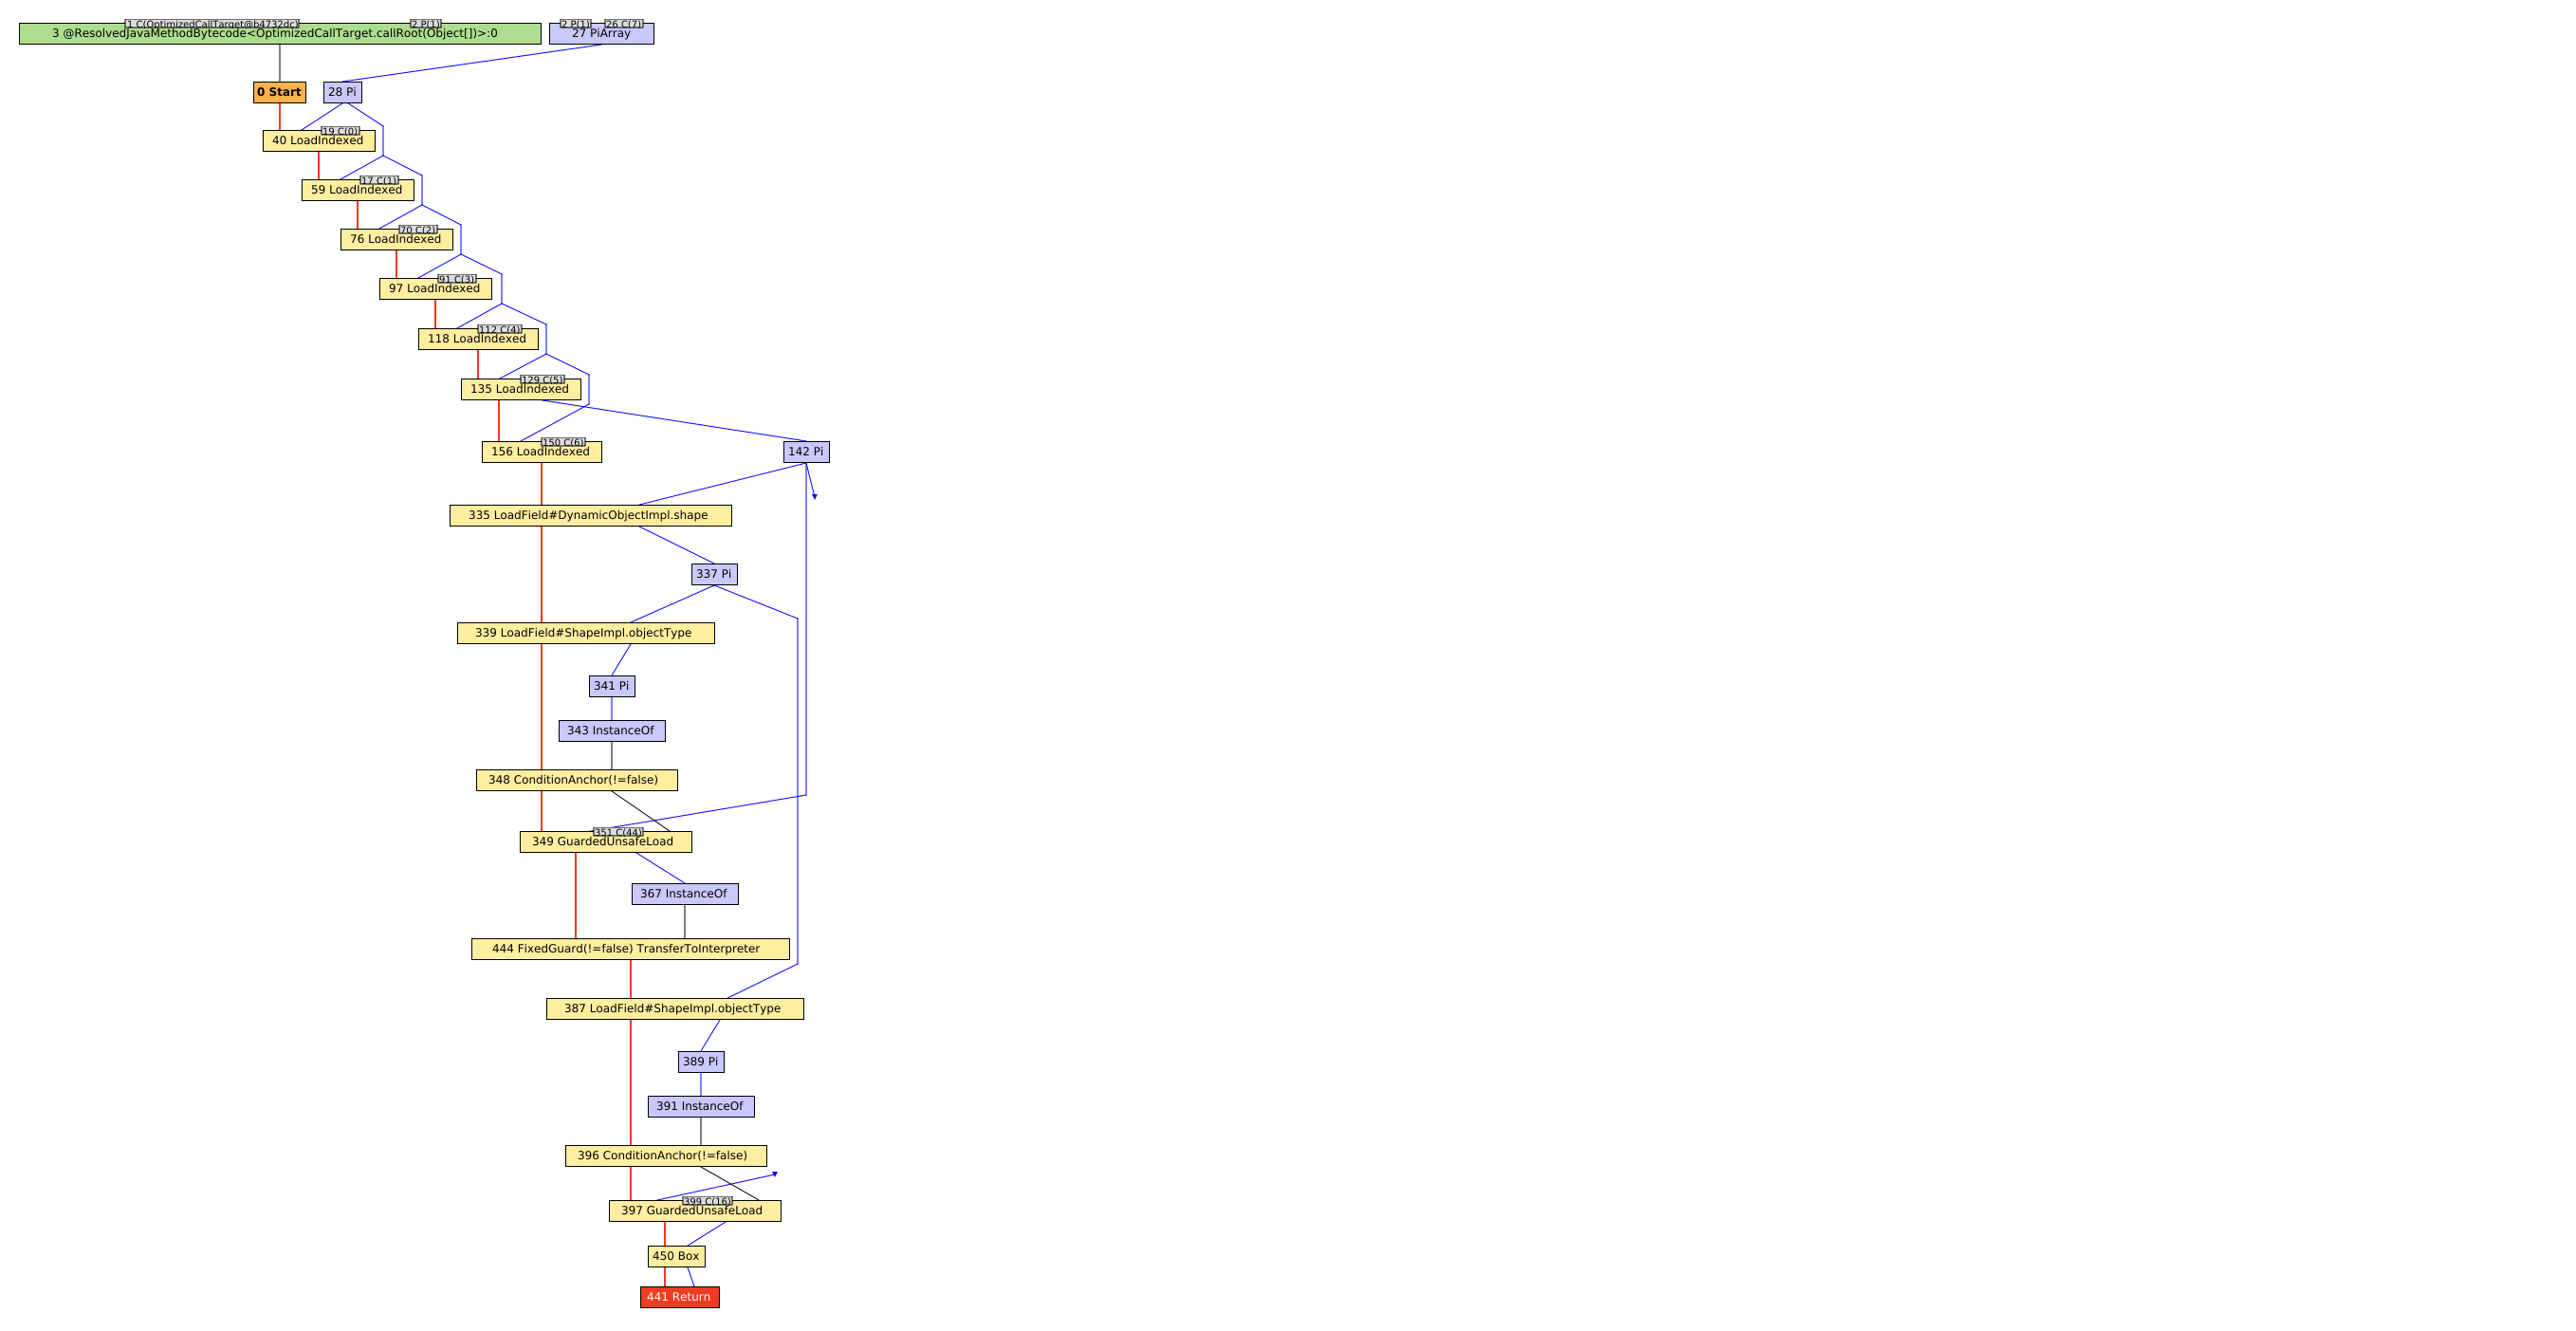 1 C(OptimizedCallTarget@b4732dc) 2 P(1)
3 @ResolvedJavaMethodBytecode<OptimizedCallTarget.callRoot(Object[])>:0
2 P(1) 26 C(7)
27 PiArray
0 Start
28 Pi
19 C(0)
40 LoadIndexed
17 C(1)
59 LoadIndexed
70 C(2)
76 LoadIndexed
91 C(3)
97 LoadIndexed
112 C(4)
118 LoadIndexed
129 C(5)
135 LoadIndexed
150 C(6)
156 LoadIndexed
142 Pi
335 LoadField#DynamicObjectImpl.shape
337 Pi
339 LoadField#ShapeImpl.objectType
341 Pi
343 InstanceOf
348 ConditionAnchor(!=false)
351 C(44)
349 GuardedUnsafeLoad
367 InstanceOf
444 FixedGuard(!=false) TransferToInterpreter
387 LoadField#ShapeImpl.objectType
389 Pi
391 InstanceOf
396 ConditionAnchor(!=false)
399 C(16)
397 GuardedUnsafeLoad
450 Box
441 Return